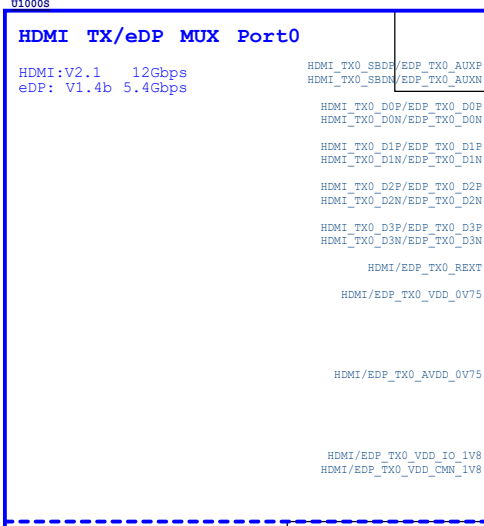 U1000S
HDMI TX/eDP MUX Port0
HDMI:V2.1 12Gbps
eDP: V1.4b 5.4Gbps
HDMI_TX0_SBDP/EDP_TX0_AUXP
HDMI_TX0_SBDN/EDP_TX0_AUXN
HDMI_TX0_D0P/EDP_TX0_D0P
HDMI_TX0_D0N/EDP_TX0_D0N
HDMI_TX0_D1P/EDP_TX0_D1P
HDMI_TX0_D1N/EDP_TX0_D1N
HDMI_TX0_D2P/EDP_TX0_D2P
HDMI_TX0_D2N/EDP_TX0_D2N
HDMI_TX0_D3P/EDP_TX0_D3P
HDMI_TX0_D3N/EDP_TX0_D3N
HDMI/EDP_TX0_REXT
HDMI/EDP_TX0_VDD_0V75
HDMI/EDP_TX0_AVDD_0V75
HDMI/EDP_TX0_VDD_IO_1V8
HDMI/EDP_TX0_VDD_CMN_1V8